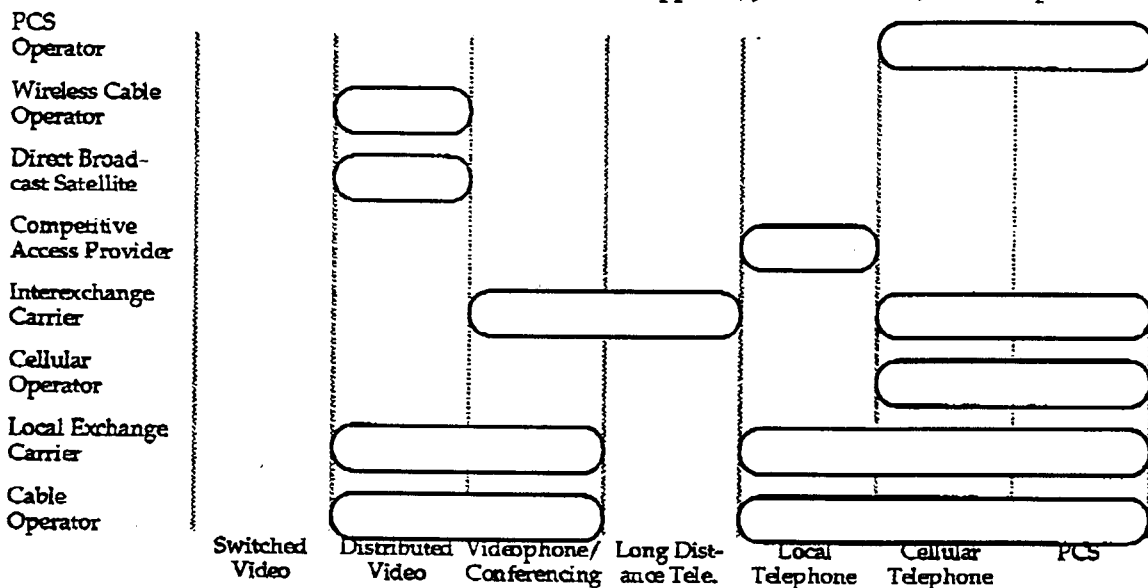 PCS
Operator
Wireless Cable
Operator
Direct Broad-
cast Satellite
Competitive
Access Provider
Interexchange
Carrier
Cellular
Operator
Local Exchange
Carrier
Cable
Operator
Switched
Video
Distributed
Video
Videophone/
Conferencing
Long Dist-
ance Tele.
Local
Telephone
Cellular
Telephone
PCS